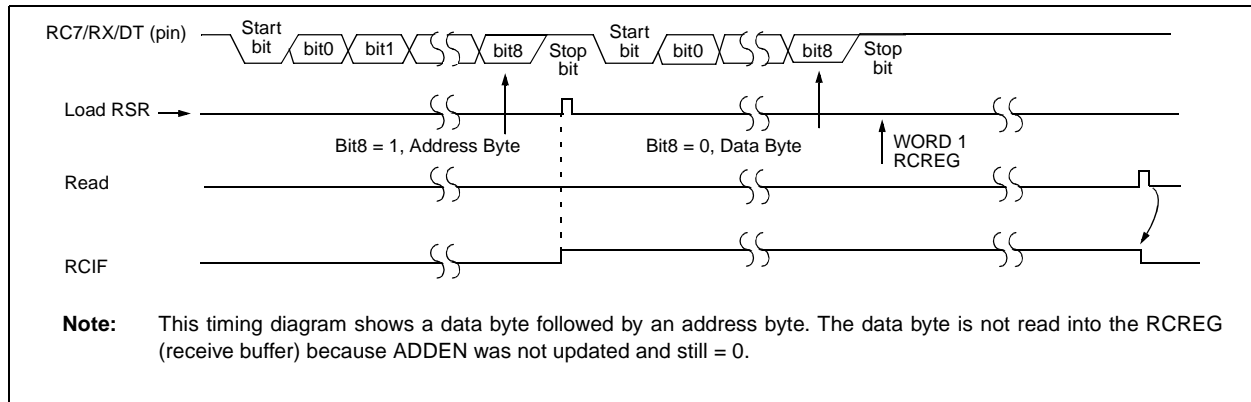 RC7/RX/DT (pin)
Start bit
bit0
bit1
bit8
Stop bit
Start bit
bit0
bit8
Stop bit
Load RSR
Bit8 = 1, Address Byte
Bit8 = 0, Data Byte
WORD 1
RCREG
Read
RCIF
Note: This timing diagram shows a data byte followed by an address byte. The data byte is not read into the RCREG
(receive buffer) because ADDEN was not updated and still = 0.